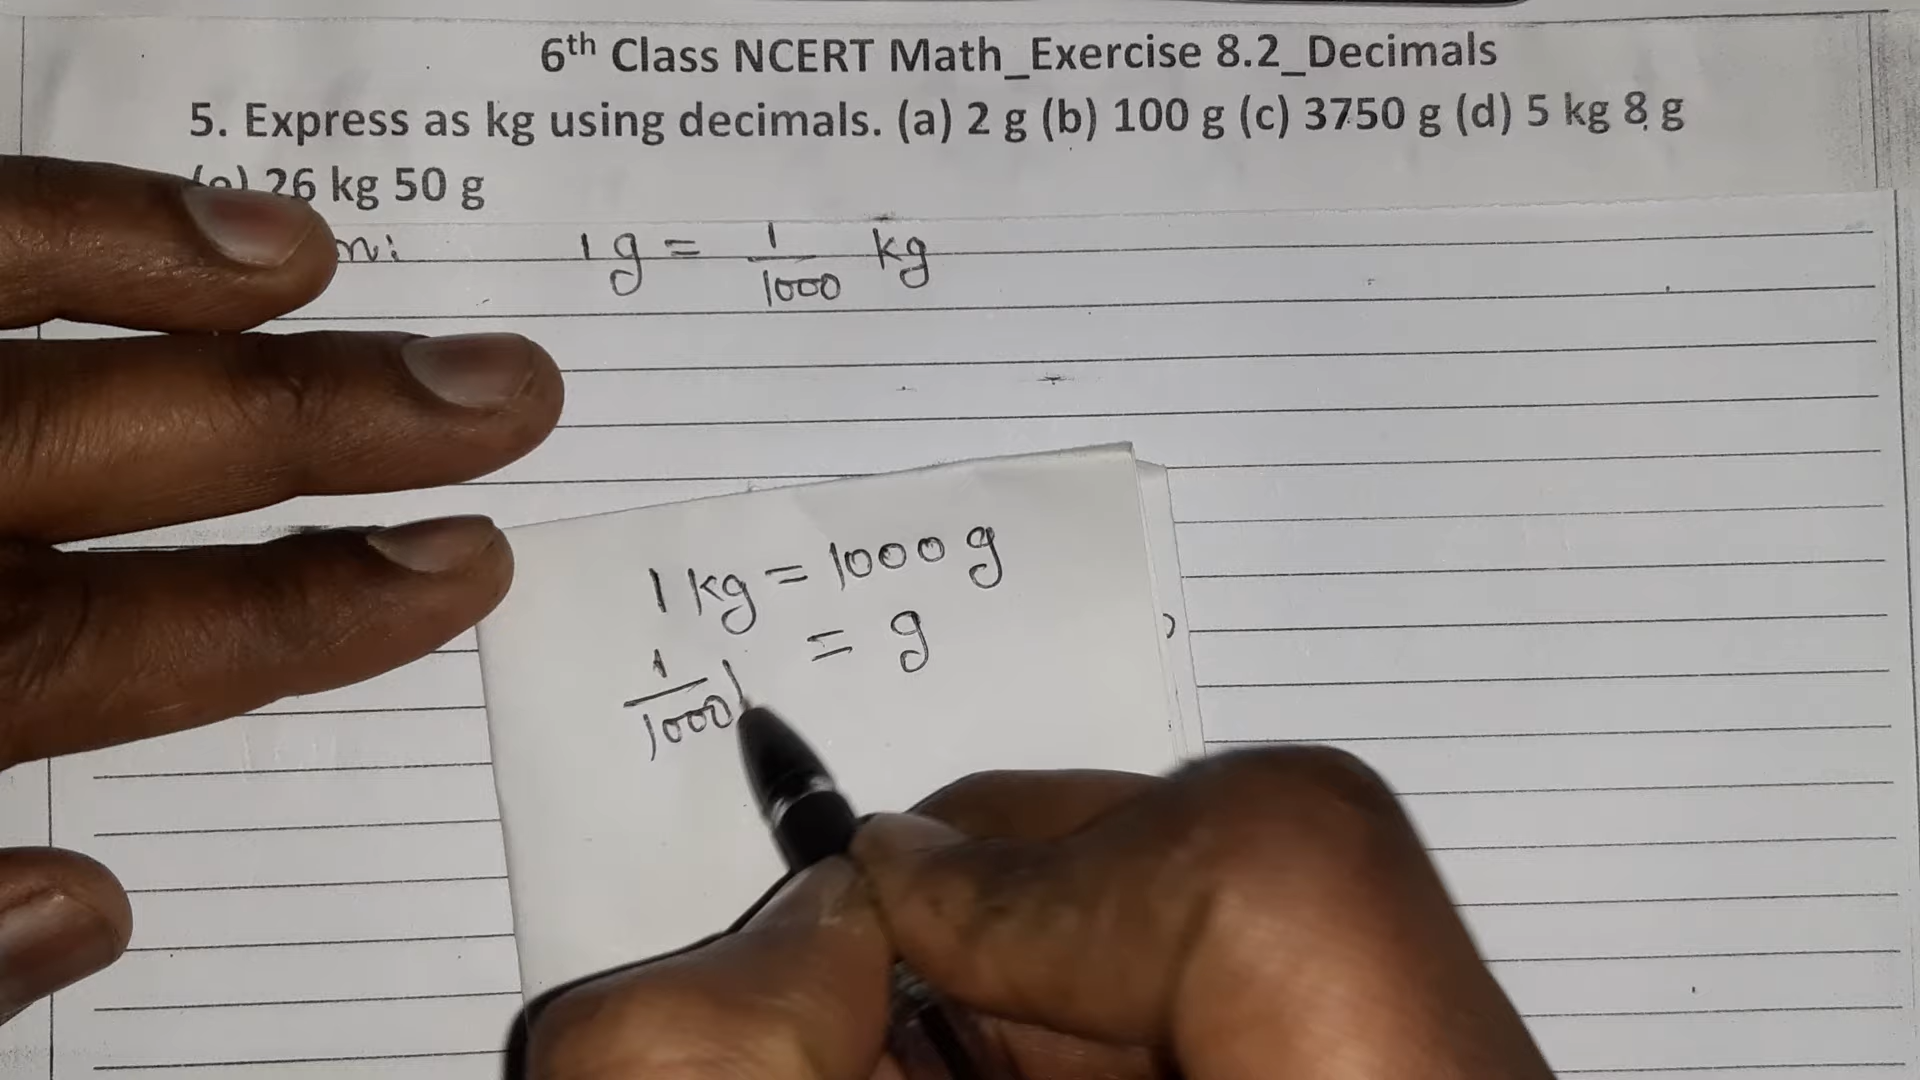 6th Class NCERT Math_Exercise 8.2_Decimals
5. Express as kg using decimals. (a) 2 g (b) 100 g (c) 3750 g (d) 5 kg 8 g
(e) 26 kg 50 g
1 g = 1/1000 kg
1 kg = 1000 g
1/1000 = g